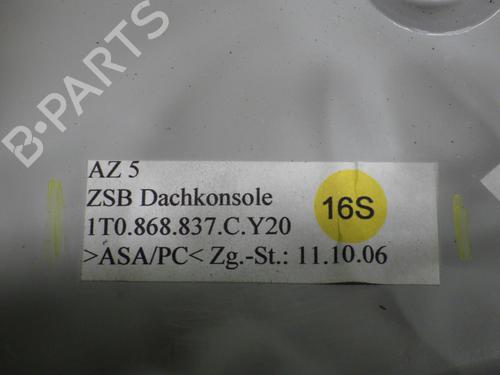 B-PARTS
AZ 5
ZSB Dachkonsole
1T0.868.837.C.Y20
>ASA/PC< Zg.-St.: 11.10.06
16S